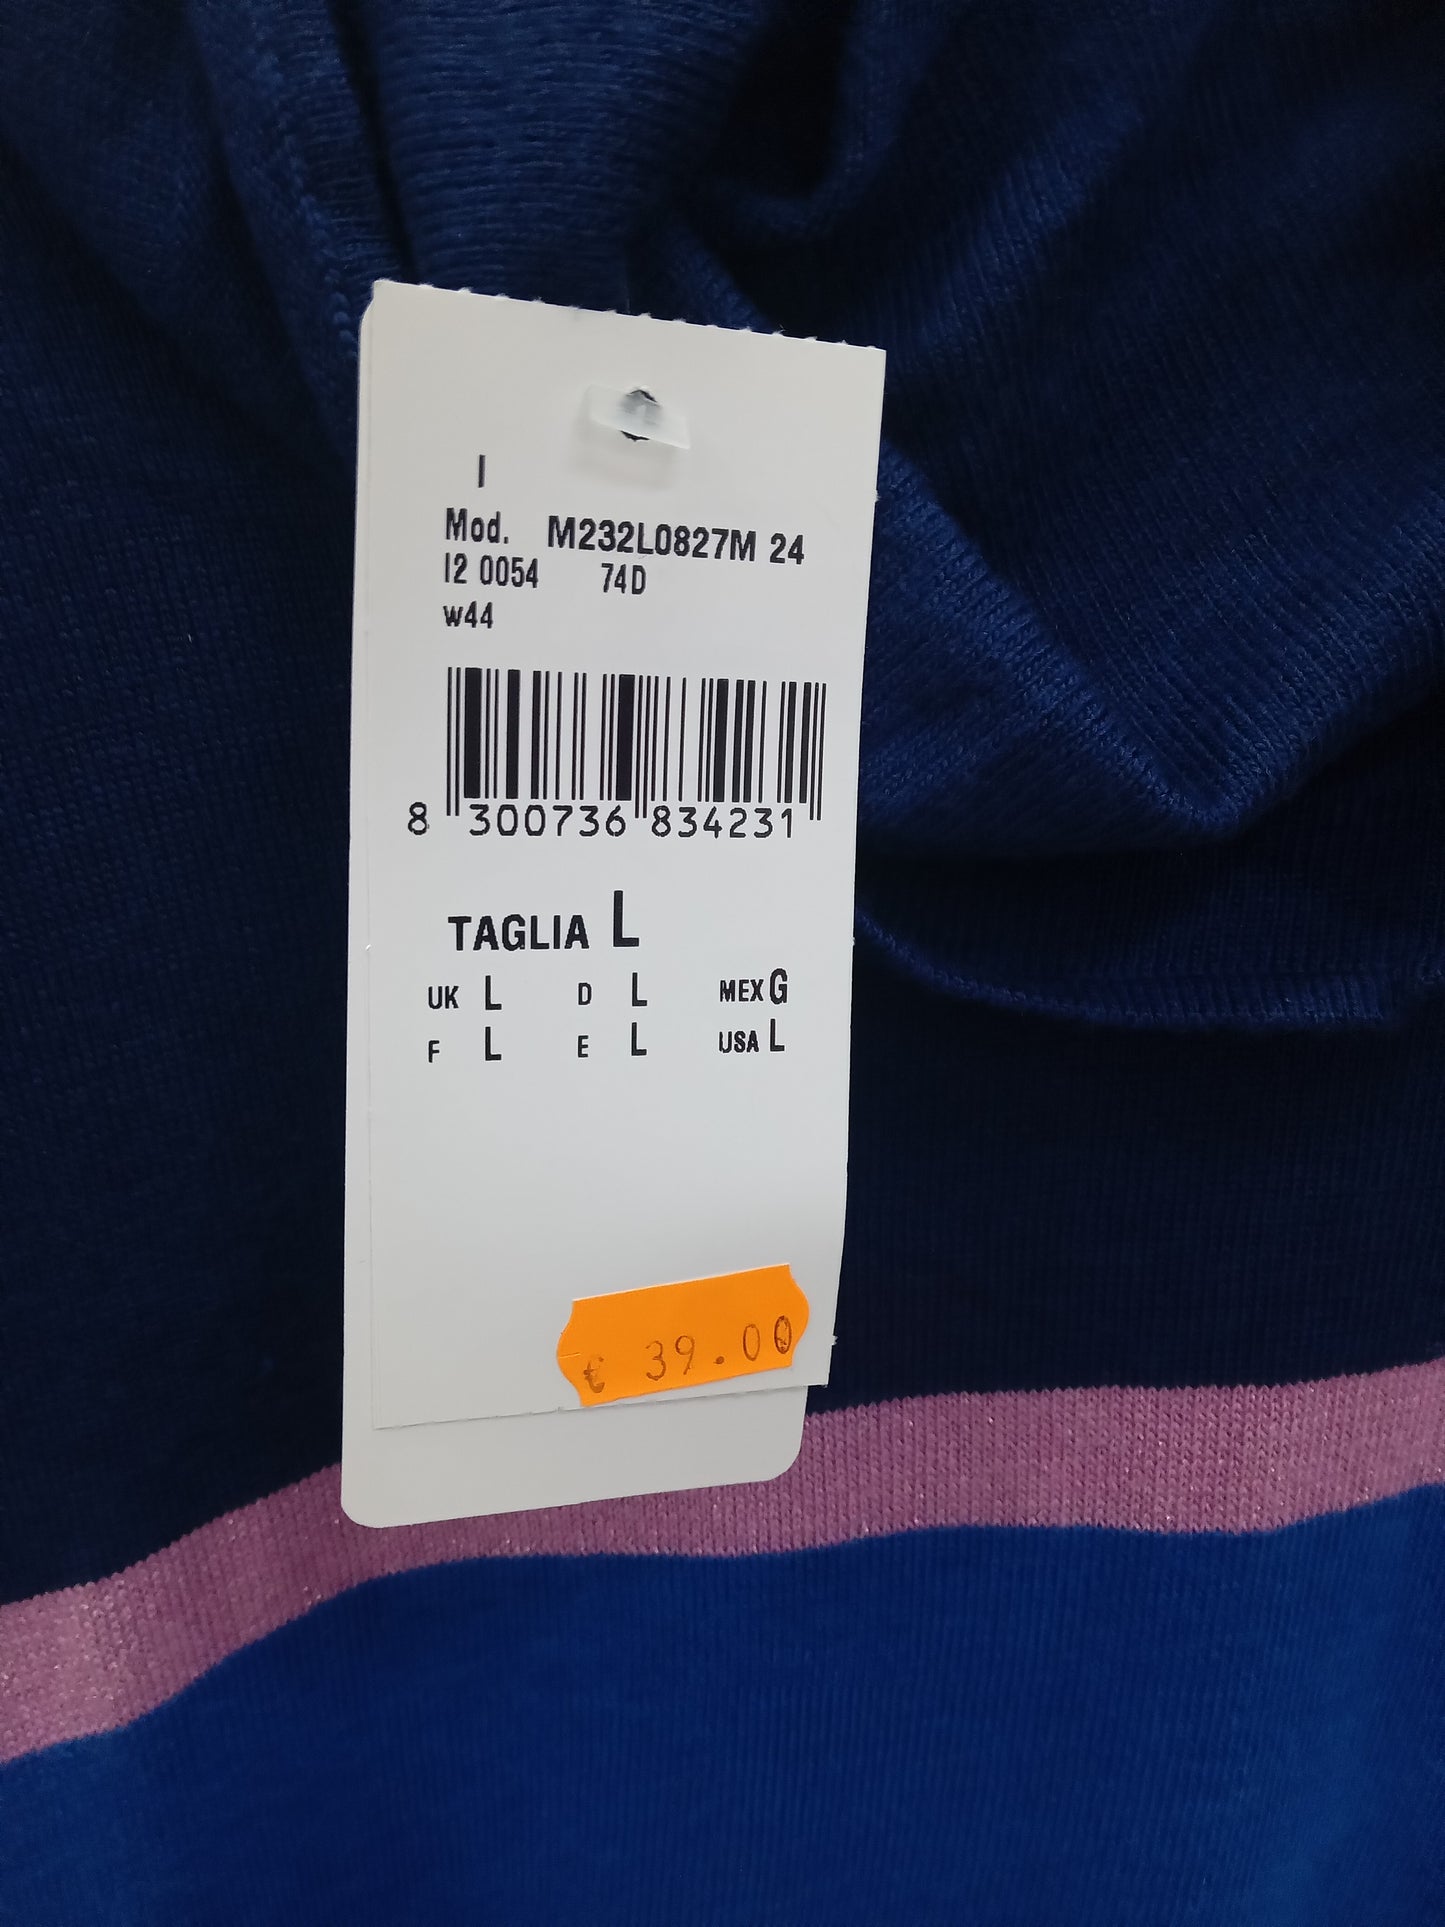 I
Mod. M232L0827M 24
I2 0054 74D
w44
8 300736 834231
TAGLIA L
UK L D L MEX G
F L E L USA L
€ 39.00